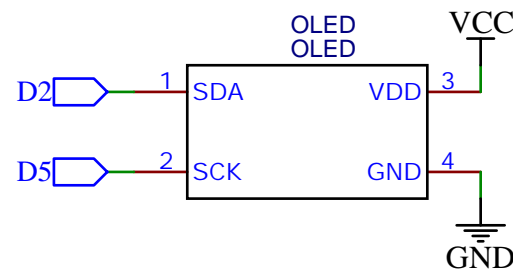 OLED
OLED
VCC
D2 1 SDA VDD 3
D5 2 SCK GND 4
GND